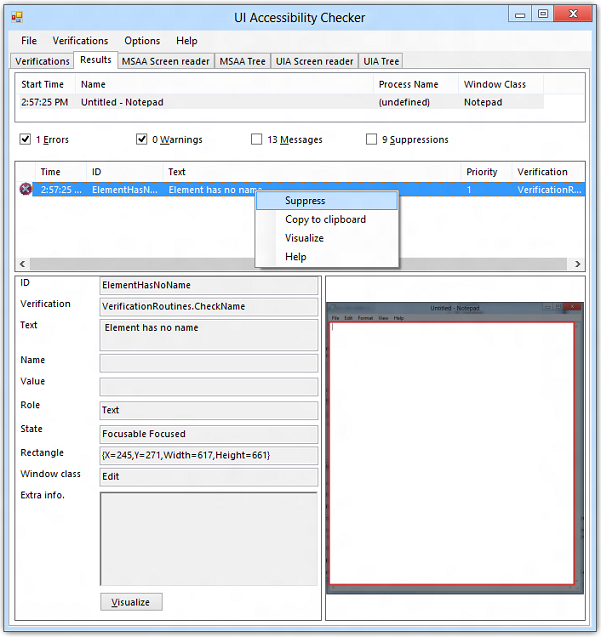 UI Accessibility Checker
File Verifications Options Help
Verifications Results MSAA Screen reader MSAA Tree UIA Screen reader UIA Tree
Start Time Name Process Name Window Class
2:57:25 PM Untitled - Notepad (undefined) Notepad
1 Errors 0 Warnings 13 Messages 9 Suppressions
Time ID Text Priority Verification
2:57:25 ... ElementHasN... Element has no name 1 VerificationR...
Suppress
Copy to clipboard
Visualize
Help
ID ElementHasNoName
Verification VerificationRoutines.CheckName
Text Element has no name
Name
Value
Role Text
State Focusable Focused
Rectangle {X=245,Y=271,Width=617,Height=661}
Window class Edit
Extra info.
Visualize
Untitled - Notepad
File Edit Format View Help